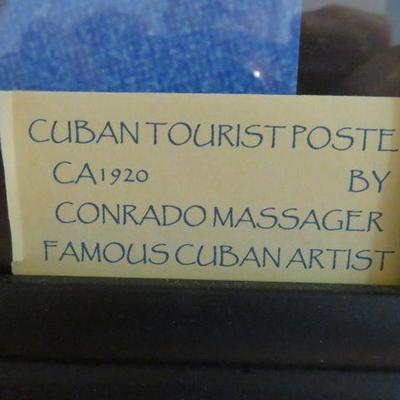 CUBAN TOURIST POSTE
CA1920 BY
CONRADO MASSAGER
FAMOUS CUBAN ARTIST